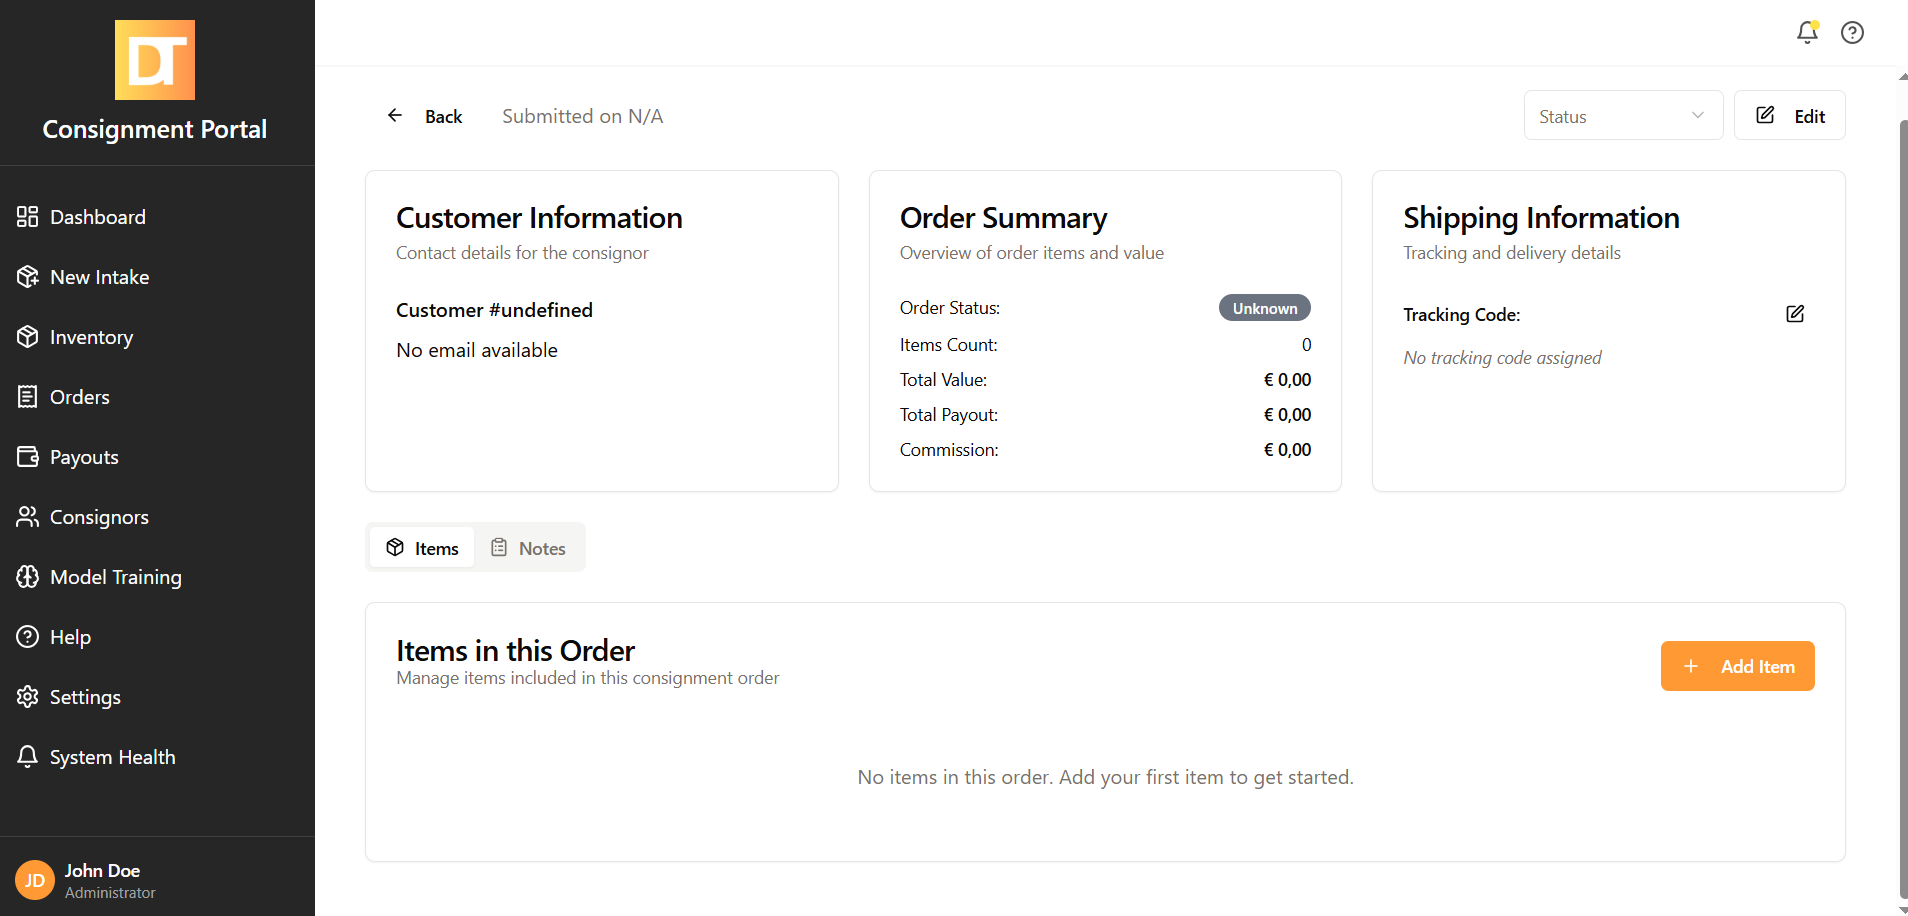 DT
Consignment Portal
Dashboard
New Intake
Inventory
Orders
Payouts
Consignors
Model Training
Help
Settings
System Health
JD
John Doe
Administrator
Back
Submitted on N/A
Status
Edit
Customer Information
Contact details for the consignor
Customer #undefined
No email available
Order Summary
Overview of order items and value
Order Status: Unknown
Items Count: 0
Total Value: € 0,00
Total Payout: € 0,00
Commission: € 0,00
Shipping Information
Tracking and delivery details
Tracking Code:
No tracking code assigned
Items
Notes
Items in this Order
Manage items included in this consignment order
Add Item
No items in this order. Add your first item to get started.